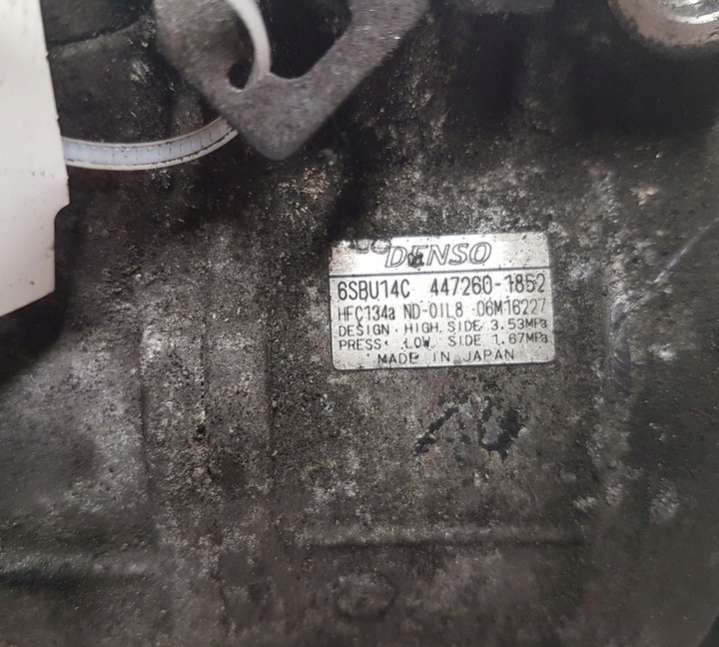 DENSO
6SBU14C 447260-1852
HFC134a ND-OIL8 06M16227
DESIGN · HIGH SIDE 3.53MPa
PRESS· LOW SIDE 1.67MPa
MADE IN JAPAN